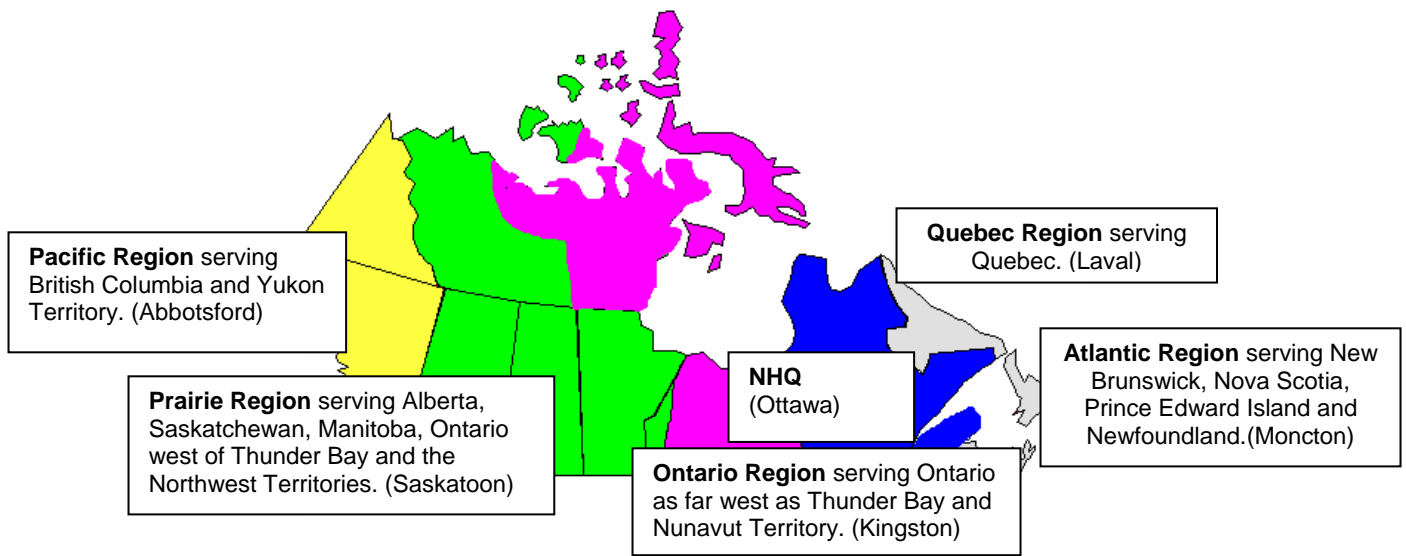 Pacific Region serving
British Columbia and Yukon
Territory. (Abbotsford)
Prairie Region serving Alberta,
Saskatchewan, Manitoba, Ontario
west of Thunder Bay and the
Northwest Territories. (Saskatoon)
NHQ
(Ottawa)
Ontario Region serving Ontario
as far west as Thunder Bay and
Nunavut Territory. (Kingston)
Quebec Region serving
Quebec. (Laval)
Atlantic Region serving New
Brunswick, Nova Scotia,
Prince Edward Island and
Newfoundland.(Moncton)